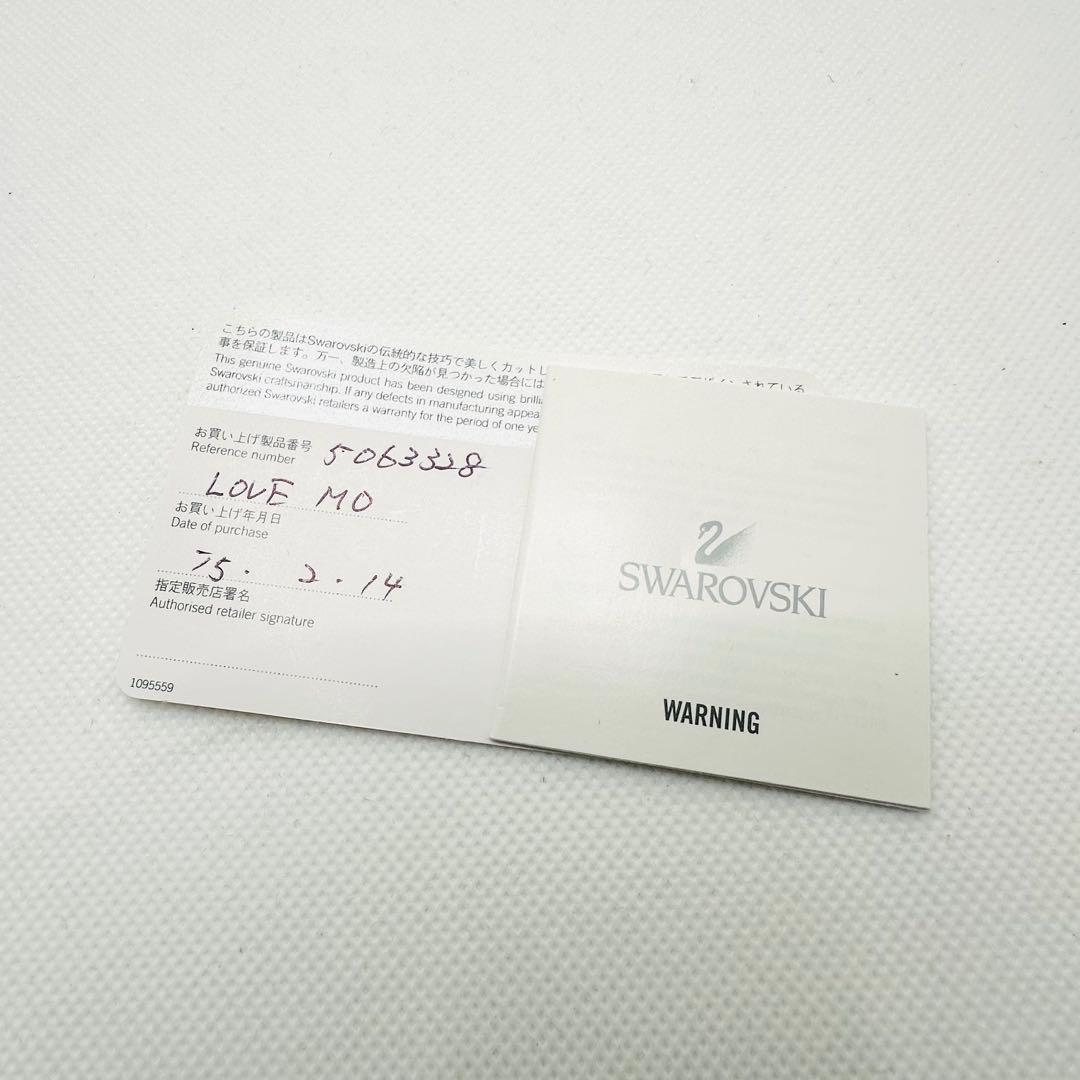 こちらの製品はSwarovskiの伝統的な技巧で美しくカットし
事を保証します。万一、製造上の欠陥が見つかった場合には
This genuine Swarovski product has been designed using brilli
Swarovski craftsmanship. If any defects in manufacturing appea
authorized Swarovski retailers a warranty for the period of one ye
お買い上げ製品番号
Reference number 5063328
LOVE MO
お買い上げ年月日
Date of purchase
15. 2. 14
指定販売店署名
Authorised retailer signature
1095559
SWAROVSKI
WARNING